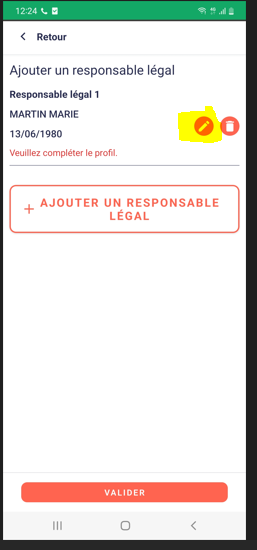 12:24
Retour
Ajouter un responsable légal
Responsable légal 1
MARTIN MARIE
13/06/1980
Veuillez compléter le profil.
+ AJOUTER UN RESPONSABLE
LÉGAL
VALIDER